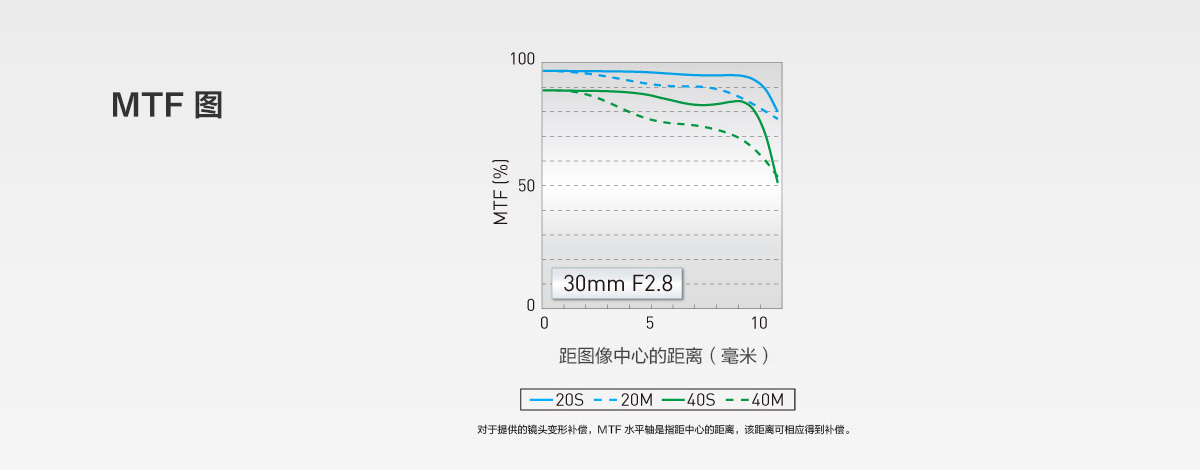 MTF 图
100
MTF (%)
50
30mm F2.8
0
0 5 10
距图像中心的距离（毫米）
20S 20M 40S 40M
对于提供的镜头变形补偿，MTF 水平轴是指距中心的距离，该距离可相应得到补偿。